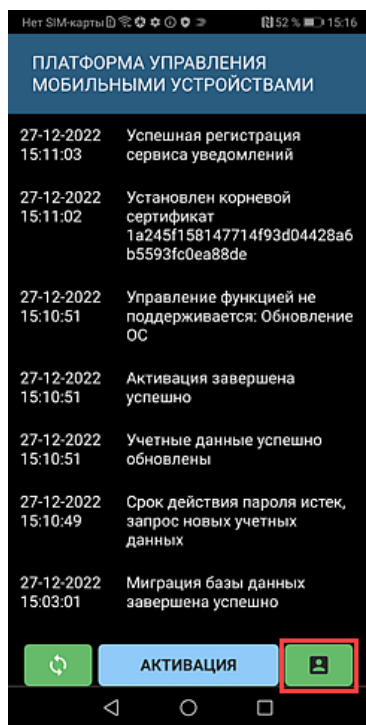 Нет SIM-карты 52 % 15:16
ПЛАТФОРМА УПРАВЛЕНИЯ
МОБИЛЬНЫМИ УСТРОЙСТВАМИ
27-12-2022 Успешная регистрация
15:11:03 сервиса уведомлений
27-12-2022 Установлен корневой
15:11:02 сертификат
1a245f158147714f93d04428a6
b5593fc0ea88de
27-12-2022 Управление функцией не
15:10:51 поддерживается: Обновление
ОС
27-12-2022 Активация завершена
15:10:51 успешно
27-12-2022 Учетные данные успешно
15:10:51 обновлены
27-12-2022 Срок действия пароля истек,
15:10:49 запрос новых учетных
данных
27-12-2022 Миграция базы данных
15:03:01 завершена успешно
АКТИВАЦИЯ